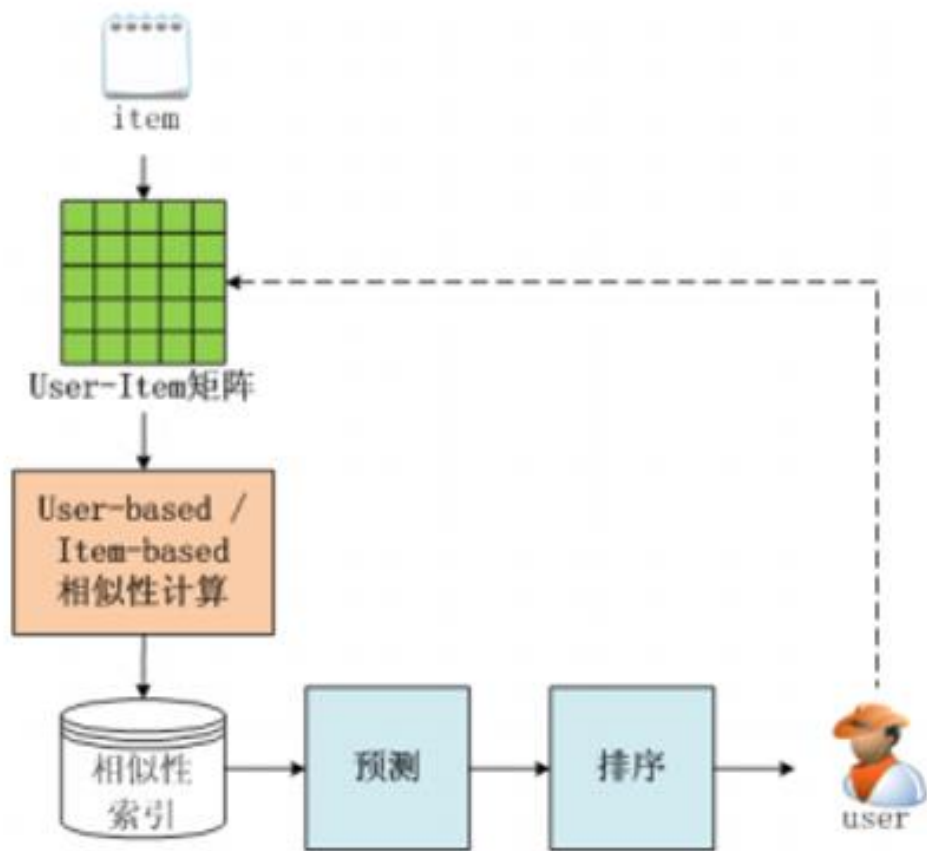 item
User-Item矩阵
User-based /
Item-based
相似性计算
相似性
索引
预测
排序
user